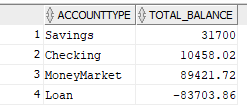 ACCOUNTTYPE TOTAL_BALANCE
1 Savings 31700
2 Checking 10458.02
3 MoneyMarket 89421.72
4 Loan -83703.86